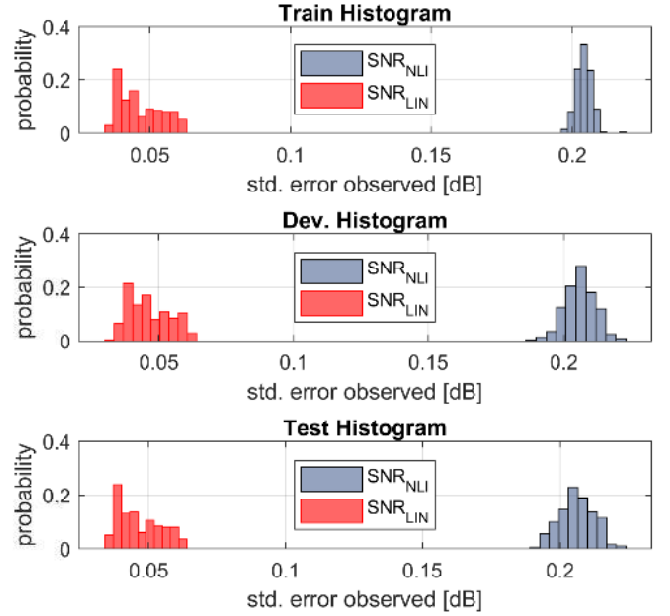 Train Histogram
probability
0.4
0.2
0
SNR_NLI
SNR_LIN
0.05 0.1 0.15 0.2
std. error observed [dB]
Dev. Histogram
probability
0.4
0.2
0
SNR_NLI
SNR_LIN
0.05 0.1 0.15 0.2
std. error observed [dB]
Test Histogram
probability
0.4
0.2
0
SNR_NLI
SNR_LIN
0.05 0.1 0.15 0.2
std. error observed [dB]